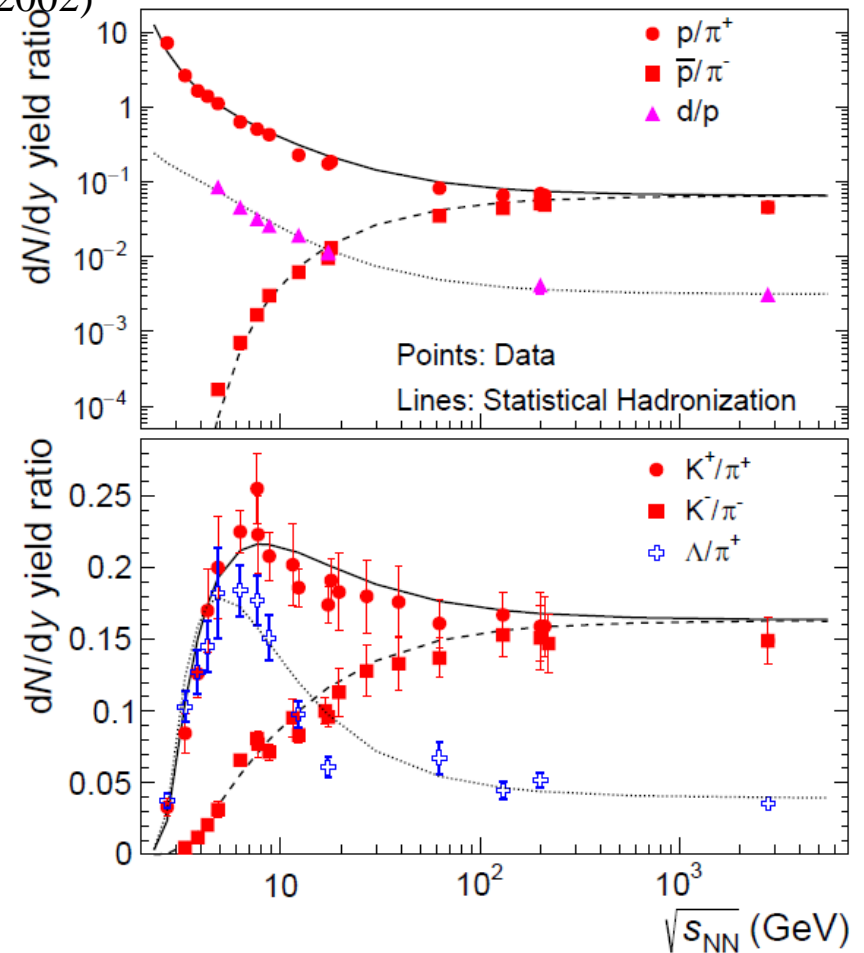 2002)
dN/dy yield ratio
10
1
10⁻¹
10⁻²
10⁻³
10⁻⁴
p/π⁺
p̅/π⁻
d/p
Points: Data
Lines: Statistical Hadronization
dN/dy yield ratio
0.25
0.2
0.15
0.1
0.05
0
K⁺/π⁺
K⁻/π⁻
Λ/π⁺
10
10²
10³
√sNN (GeV)